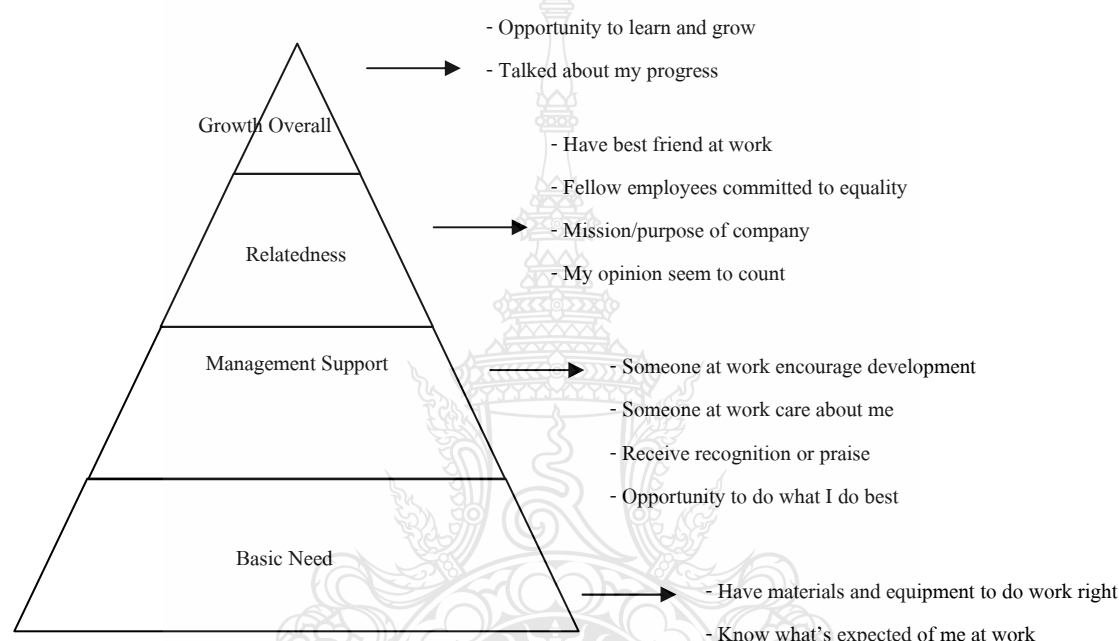 - Opportunity to learn and grow
- Talked about my progress
Growth Overall
- Have best friend at work
- Fellow employees committed to equality
- Mission/purpose of company
- My opinion seem to count
Relatedness
- Someone at work encourage development
- Someone at work care about me
- Receive recognition or praise
- Opportunity to do what I do best
Management Support
- Have materials and equipment to do work right
- Know what's expected of me at work
Basic Need